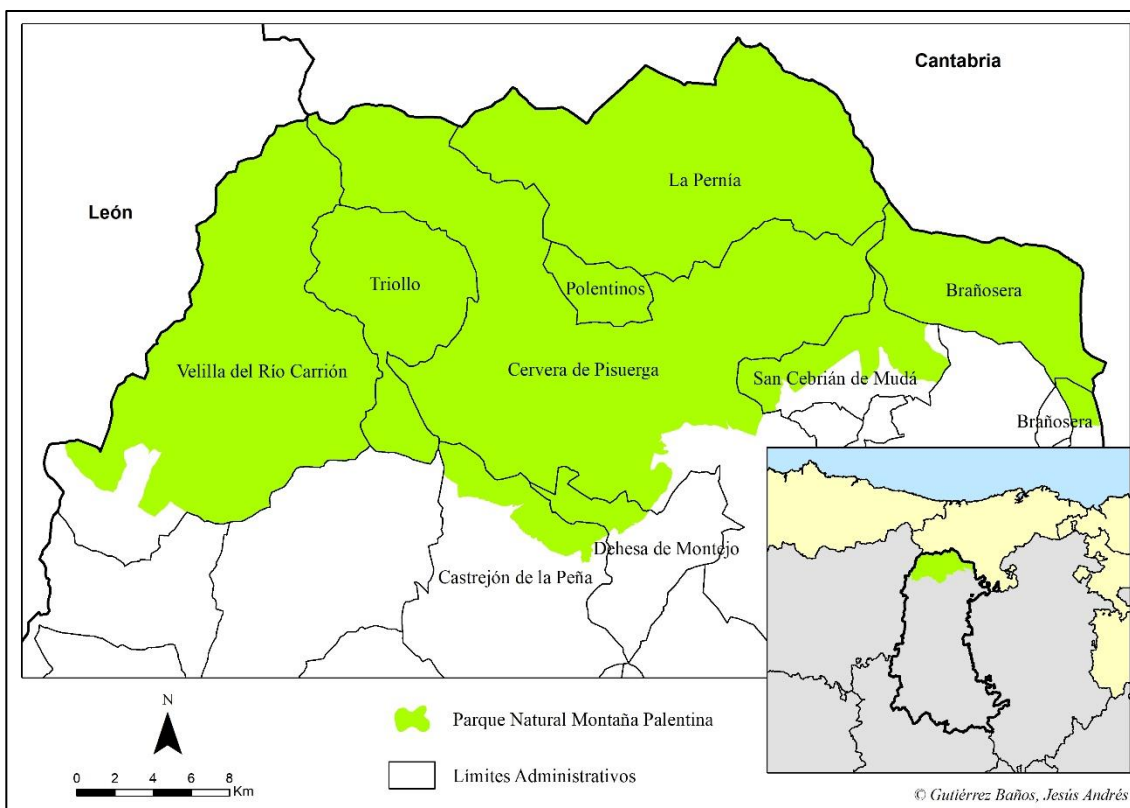 Cantabria
León
La Pernía
Triollo
Polentinos
Brañosera
Velilla del Río Carrión
Cervera de Pisuerga
San Cebrián de Mudá
Brañosera
Dehesa de Montejo
Castrejón de la Peña
N
Parque Natural Montaña Palentina
Límites Administrativos
0 2 4 6 8
Km
© Gutiérrez Baños, Jesús Andrés